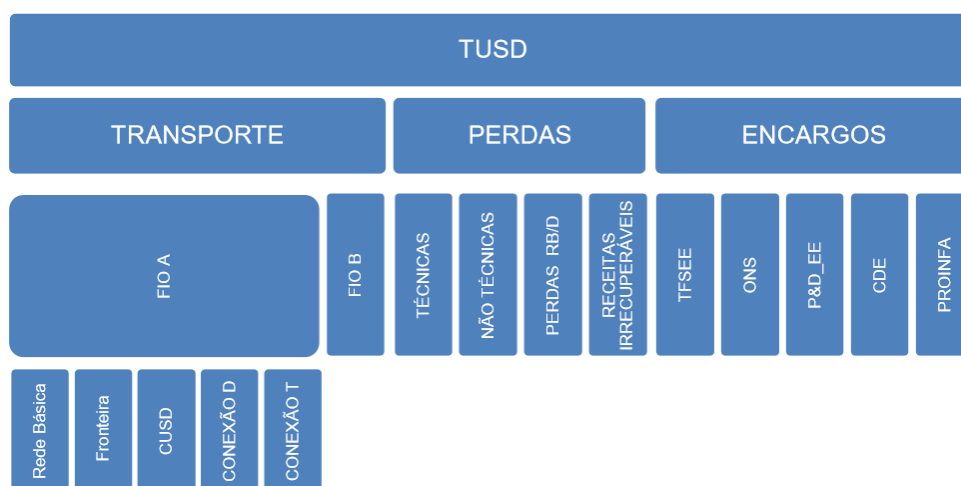 TUSD
TRANSPORTE
PERDAS
ENCARGOS
FIO A
FIO B
TÉCNICAS
NÃO TÉCNICAS
PERDAS RB/D
RECEITAS
IRRECUPERÁVEIS
TFSEE
ONS
P&D_EE
CDE
PROINFA
Rede Básica
Fronteira
CUSD
CONEXÃO D
CONEXÃO T